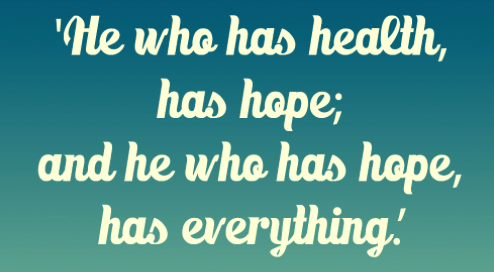 'He who has health,
has hope;
and he who has hope,
has everything.'